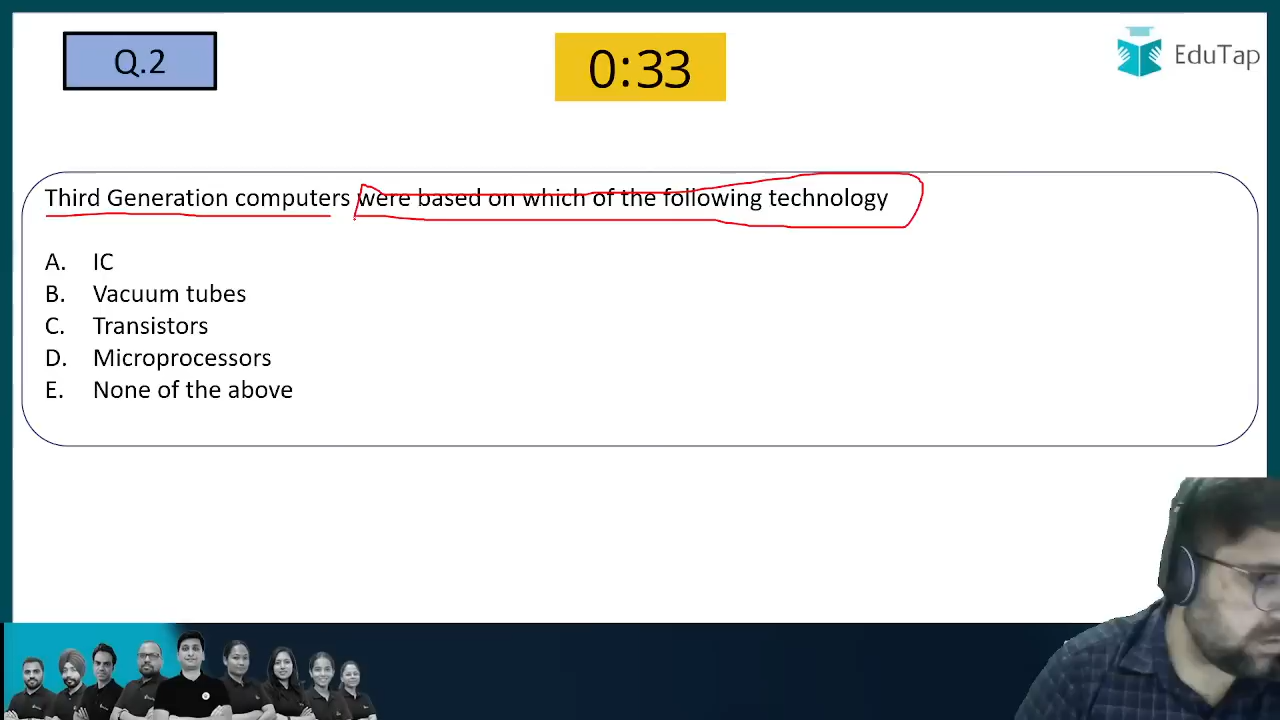 Q.2
0:33
EduTap
Third Generation computers were based on which of the following technology
A. IC
B. Vacuum tubes
C. Transistors
D. Microprocessors
E. None of the above